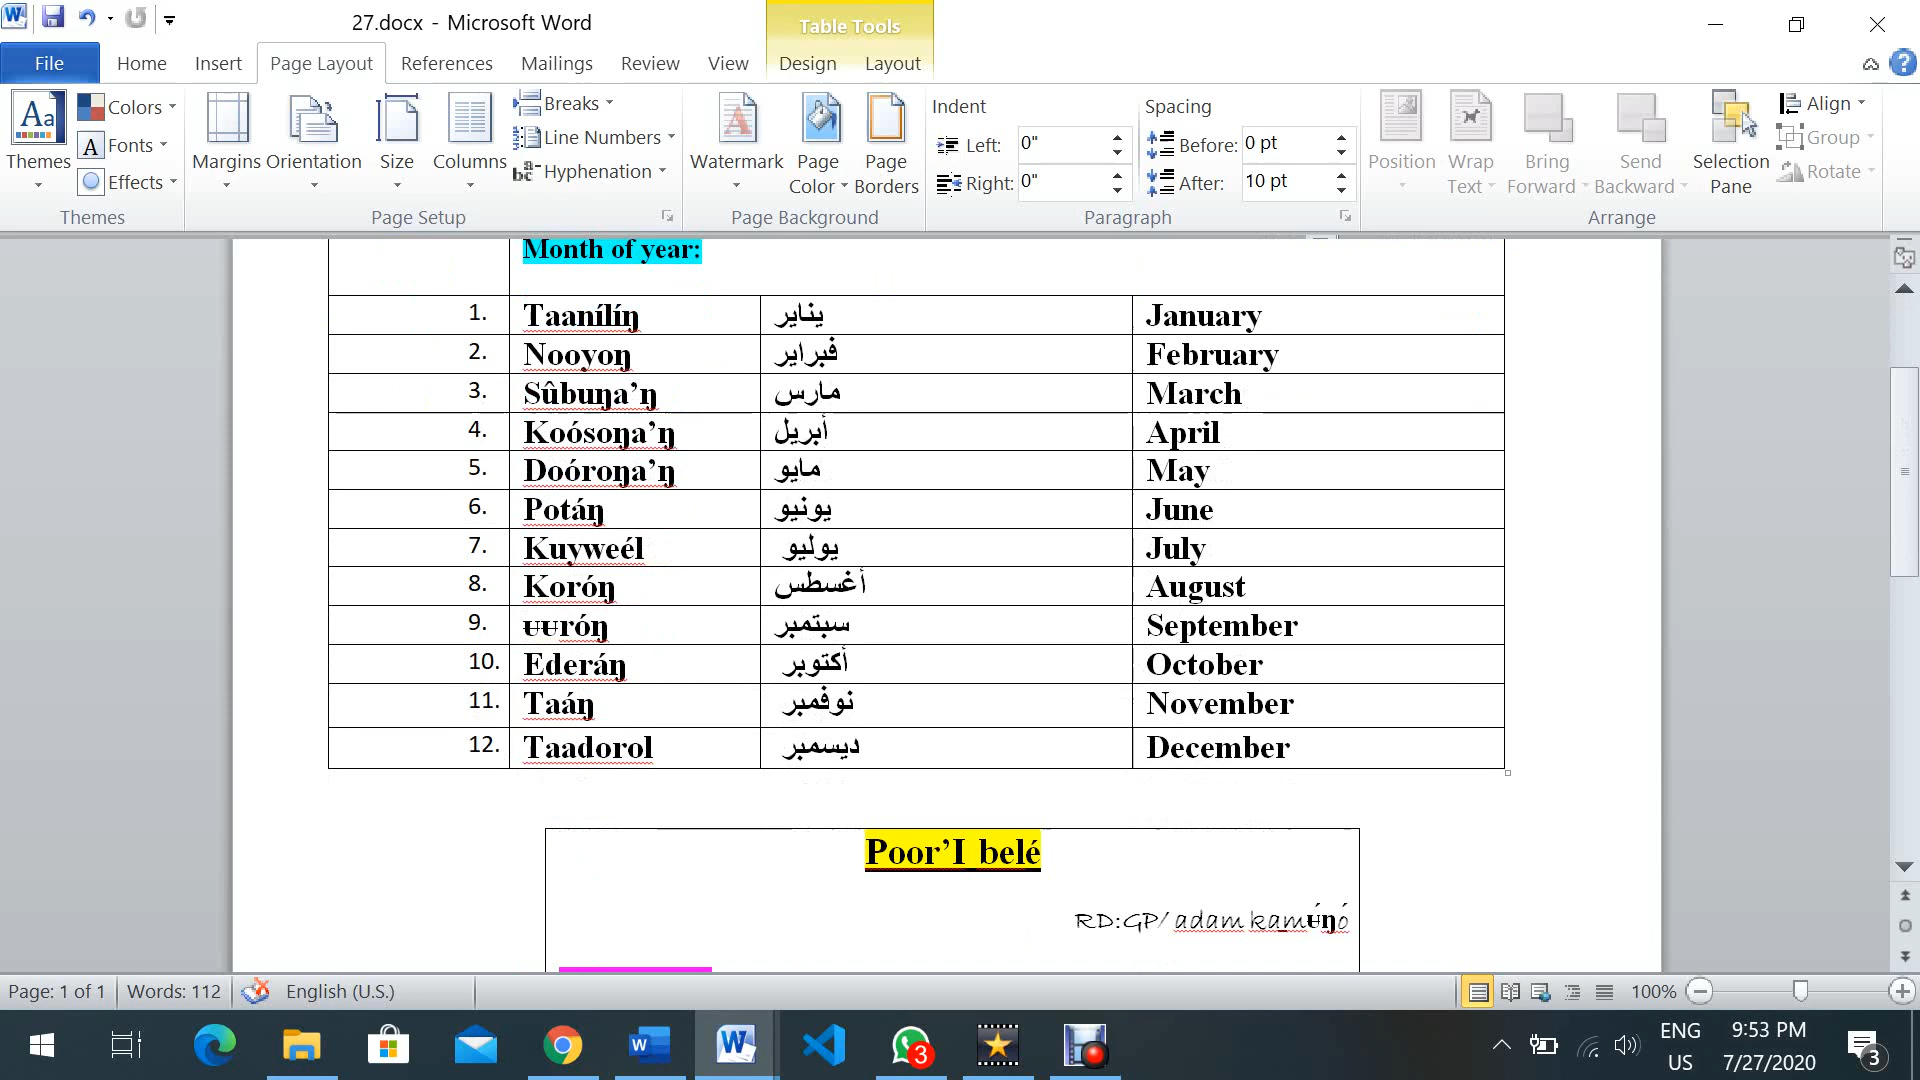 27.docx - Microsoft Word
Table Tools
File Home Insert Page Layout References Mailings Review View Design Layout
Themes
Colors
Fonts
Effects
Themes
Margins Orientation Size Columns
Breaks
Line Numbers
Hyphenation
Page Setup
Watermark Page Color Page Borders
Page Background
Indent
Left: 0"
Right: 0"
Spacing
Before: 0 pt
After: 10 pt
Paragraph
Position Wrap Text Bring Forward Send Backward Selection Pane
Align
Group
Rotate
Arrange
Month of year:
1. Taanílíŋ يناير January
2. Nooyoŋ فبراير February
3. Sûbuŋa’ŋ مارس March
4. Koósoŋa’ŋ أبريل April
5. Doóroŋa’ŋ مايو May
6. Potáŋ يونيو June
7. Kuyweél يوليو July
8. Koróŋ أغسطس August
9. ʉʉróŋ سبتمبر September
10. Ederáŋ أكتوبر October
11. Taáŋ نوفمبر November
12. Taadorol ديسمبر December
Poor’I belé
RD:GP/ adam kamʉ́ŋó
Page: 1 of 1 Words: 112 English (U.S.) 100%
ENG 9:53 PM
US 7/27/2020
3
3